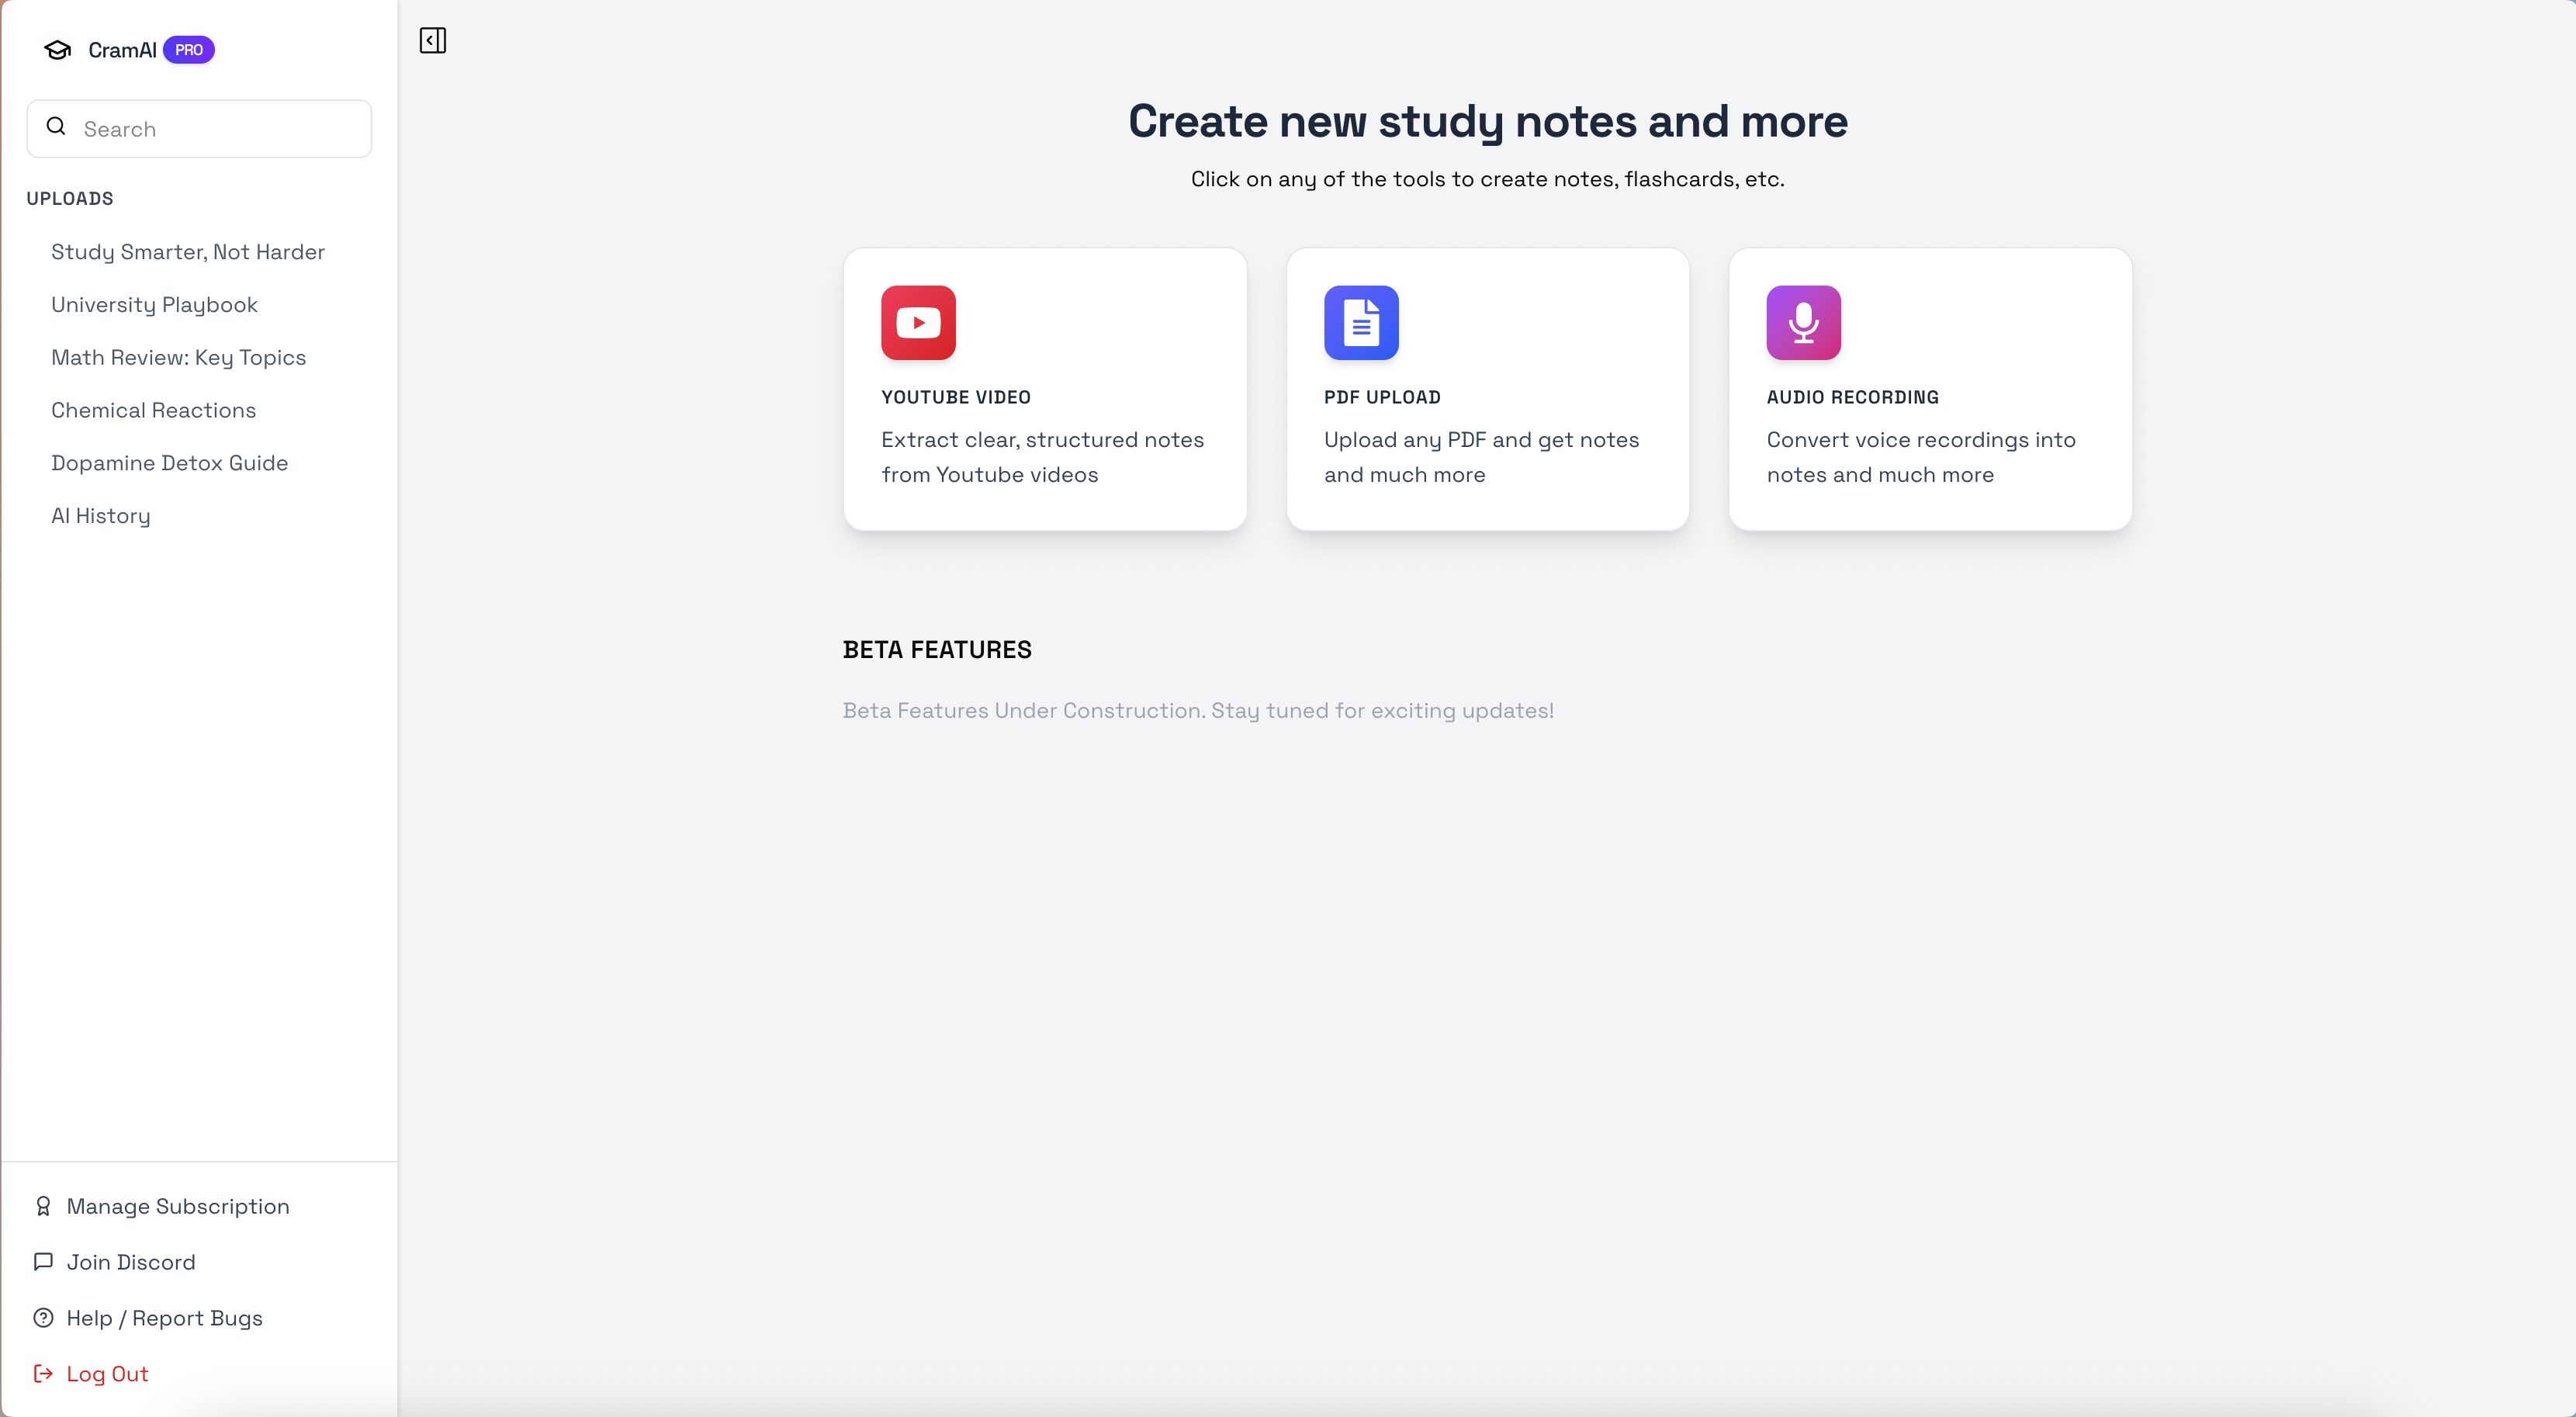 CramAI PRO
Search
UPLOADS
Study Smarter, Not Harder
University Playbook
Math Review: Key Topics
Chemical Reactions
Dopamine Detox Guide
AI History
Manage Subscription
Join Discord
Help / Report Bugs
Log Out
Create new study notes and more
Click on any of the tools to create notes, flashcards, etc.
YOUTUBE VIDEO
Extract clear, structured notes
from Youtube videos
PDF UPLOAD
Upload any PDF and get notes
and much more
AUDIO RECORDING
Convert voice recordings into
notes and much more
BETA FEATURES
Beta Features Under Construction. Stay tuned for exciting updates!